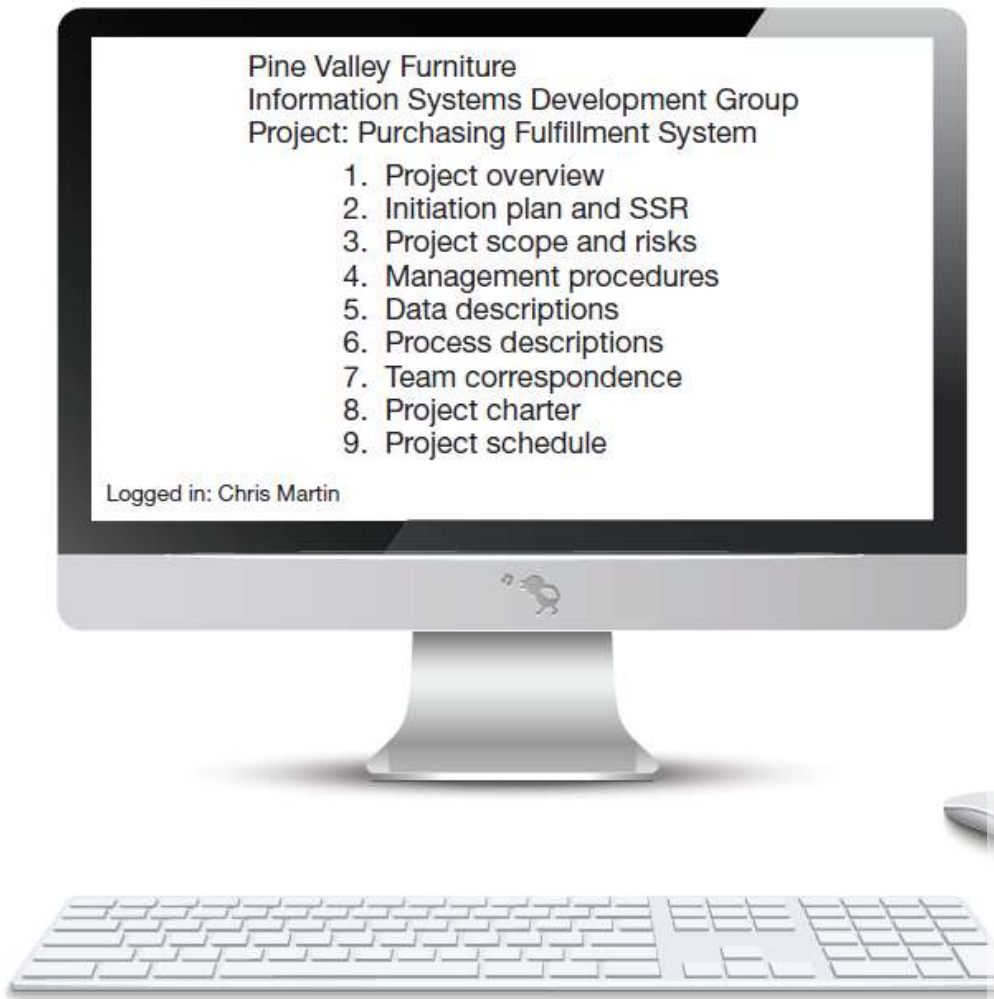 Pine Valley Furniture
Information Systems Development Group
Project: Purchasing Fulfillment System
1. Project overview
2. Initiation plan and SSR
3. Project scope and risks
4. Management procedures
5. Data descriptions
6. Process descriptions
7. Team correspondence
8. Project charter
9. Project schedule
Logged in: Chris Martin